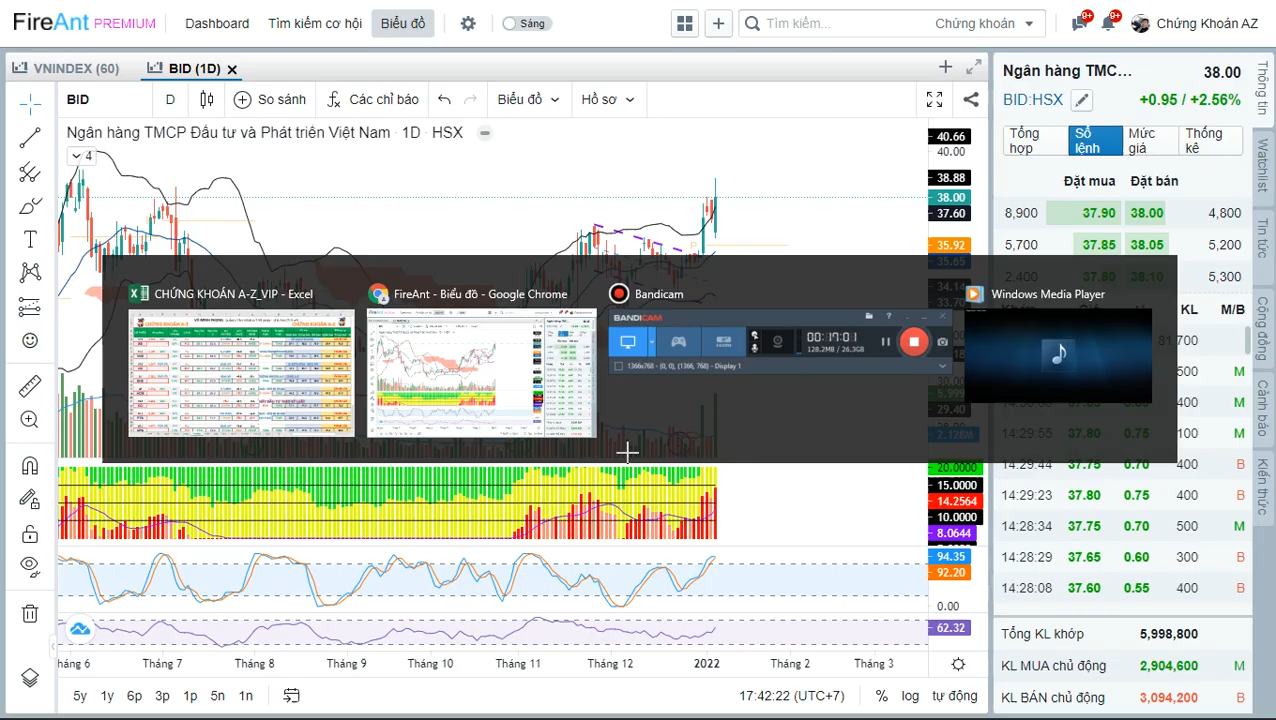 FireAnt PREMIUM Dashboard Tìm kiếm cơ hội Biểu đồ Sáng Tìm kiếm... Chứng khoán 9+ 9+ Chứng Khoán AZ
VNINDEX (60) BID (1D)
BID D So sánh Các chỉ báo Biểu đồ Hồ sơ
Ngân hàng TMCP Đầu tư và Phát triển Việt Nam · 1D · HSX
4
40.66
40.00
38.88
38.00
37.60
35.92
35.65
34.14
33.70
P
CHỨNG KHOÁN A-Z_VIP - Excel
FireAnt - Biểu đồ - Google Chrome
Bandicam
Windows Media Player
BANDICAM
00:17:01
128.2MB / 26.3GB
1366x768 - (0, 0), (1366, 768) - Display 1
5.999
29.40
2.128M
20.0000
15.0000
14.2564
10.0000
8.0644
94.35
92.20
0.00
62.32
tháng 6 Tháng 7 Tháng 8 Tháng 9 Tháng 10 Tháng 11 Tháng 12 2022 Tháng 2 Tháng 3
5y 1y 6p 3p 1p 5n 1n 17:42:22 (UTC+7) % log tự động
Ngân hàng TMC... 38.00
BID:HSX +0.95 / +2.56%
Tổng hợp Sổ lệnh Mức giá Thống kê
Đặt mua Đặt bán
8,900 37.90 38.00 4,800
5,700 37.85 38.05 5,200
2,400 37.80 38.10 5,300
KL M/B
500 M
400 B
14:29:55 37.80 0.75 100 M
14:29:44 37.75 0.70 400 B
14:29:23 37.80 0.75 400 B
14:28:34 37.75 0.70 500 M
14:28:29 37.65 0.60 300 B
14:28:08 37.60 0.55 400 B
Tổng KL khớp 5,998,800
KL MUA chủ động 2,904,600 M
KL BÁN chủ động 3,094,200 B
Thông tin
Watchlist
Tin tức
Cộng đồng
Cảnh báo
Kiến thức